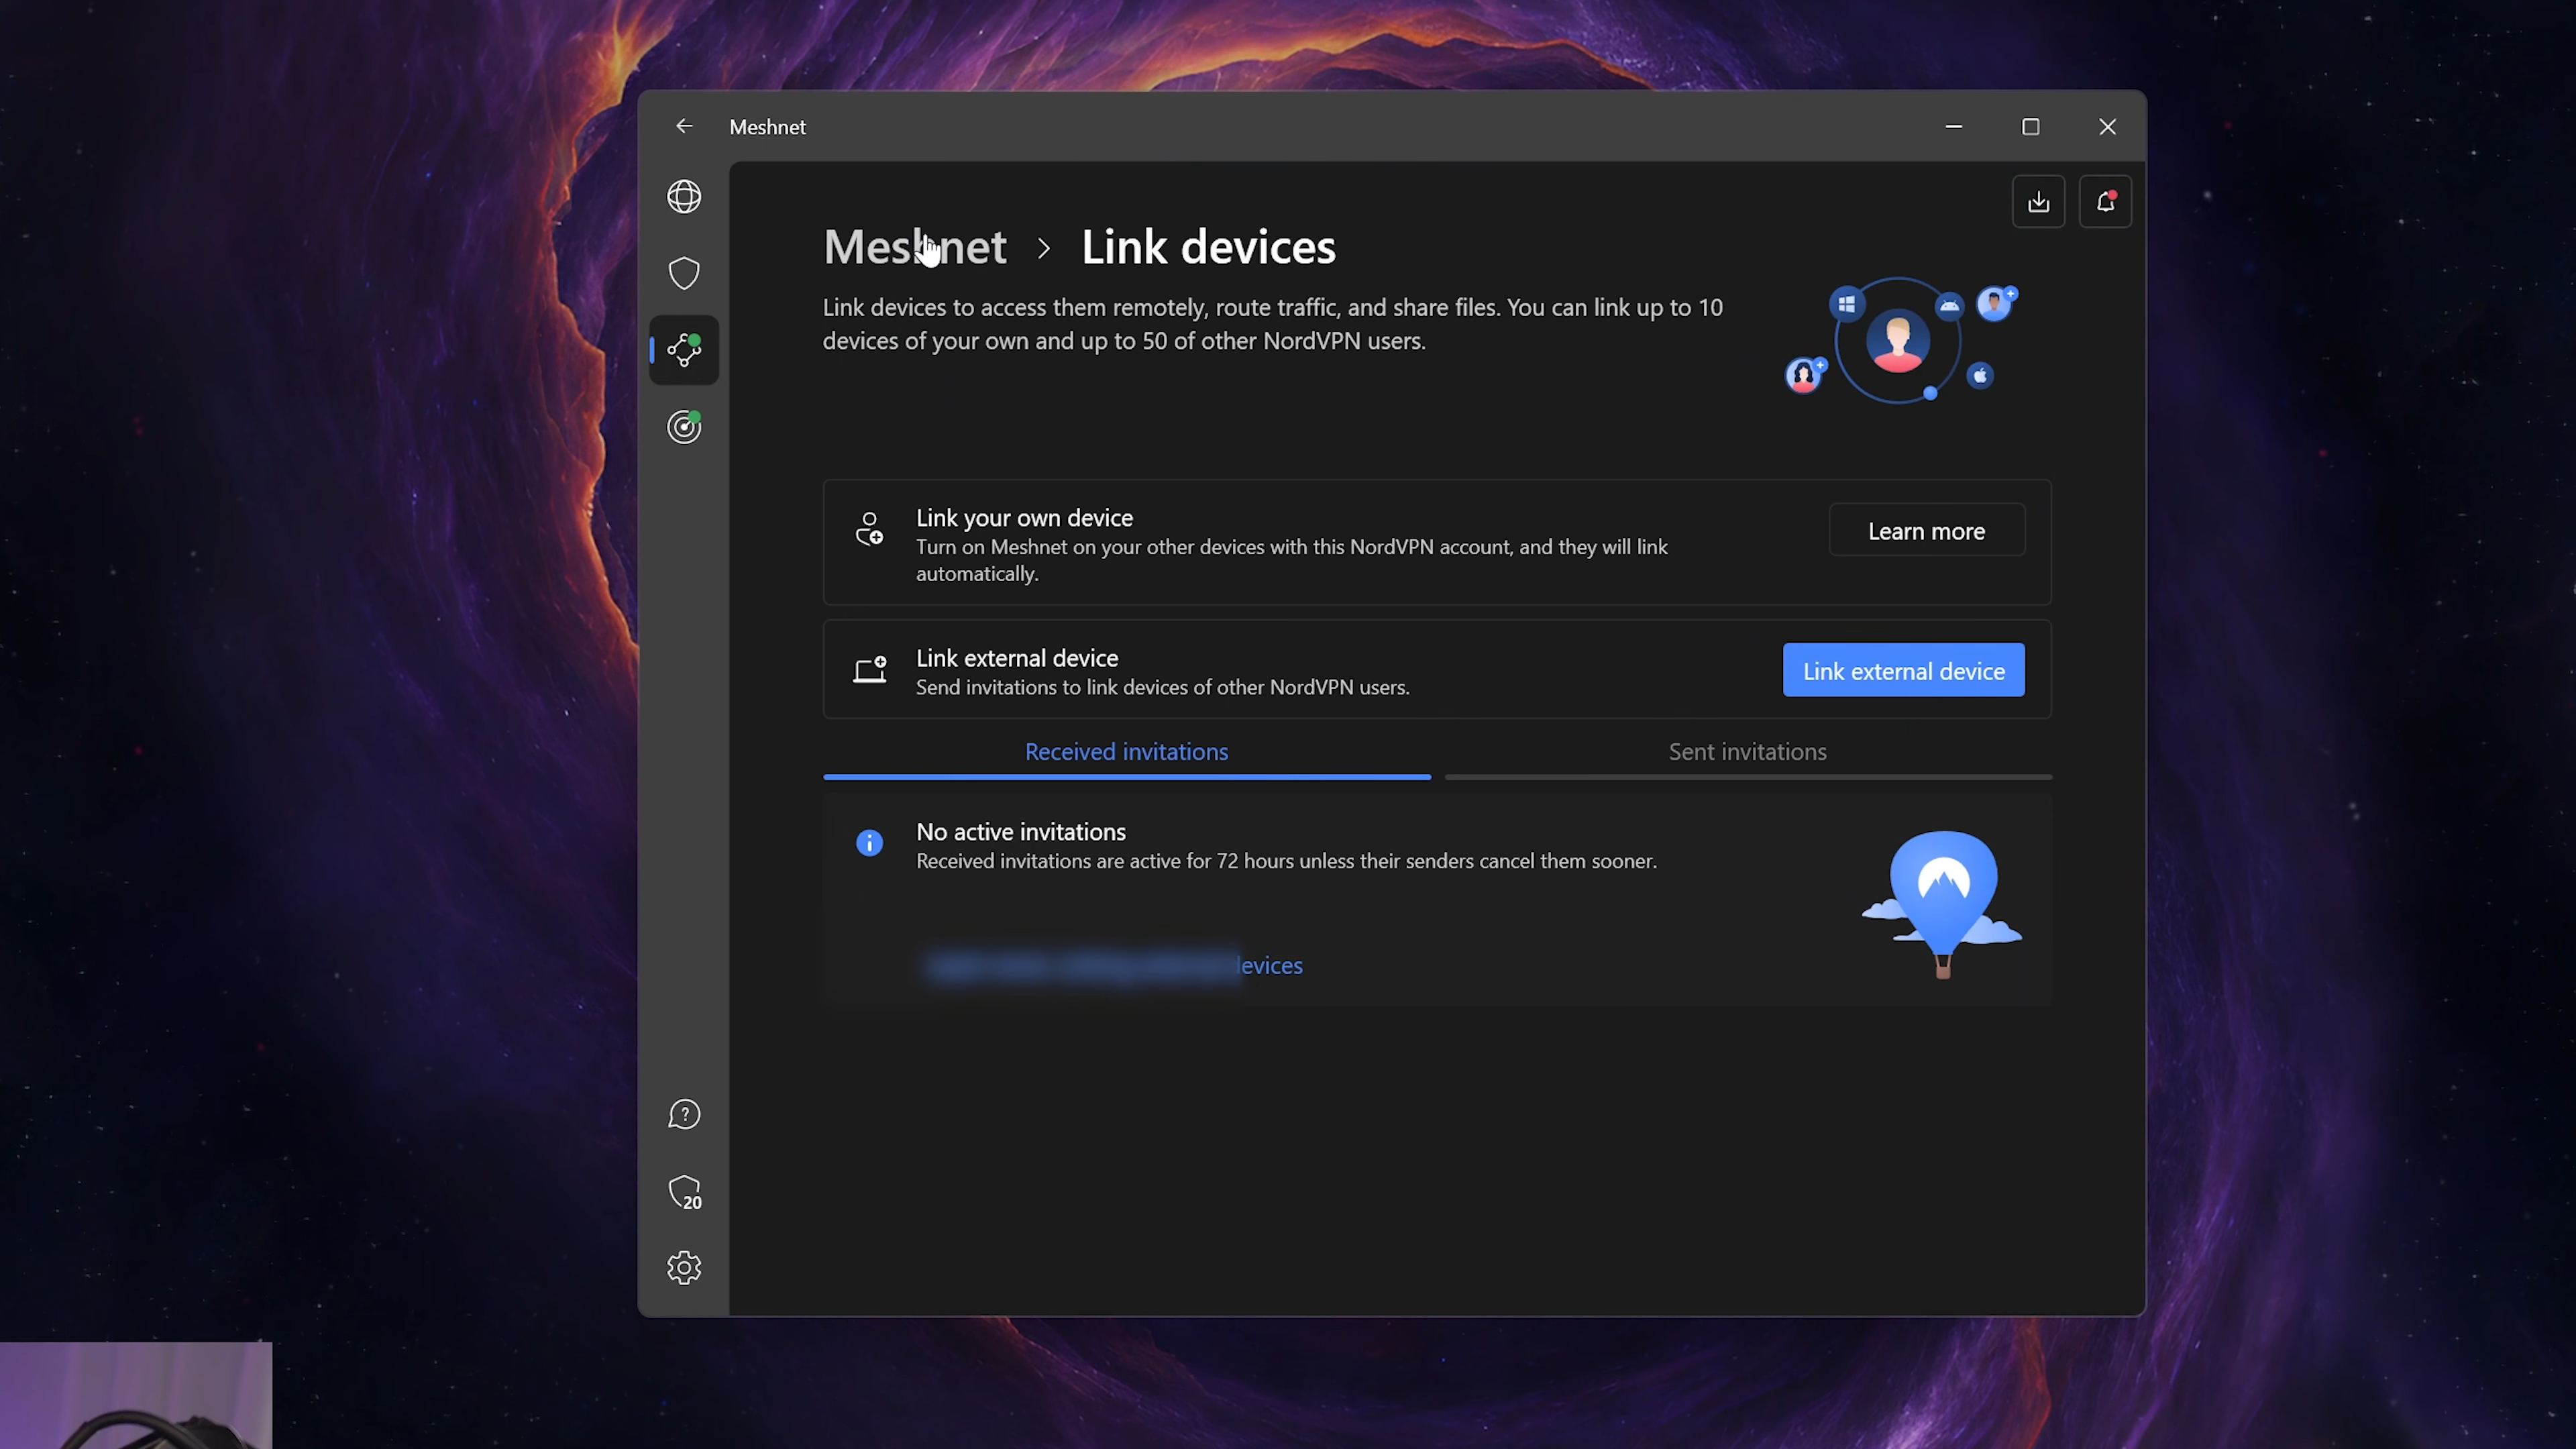 Meshnet
Meshnet > Link devices
Link devices to access them remotely, route traffic, and share files. You can link up to 10
devices of your own and up to 50 of other NordVPN users.
Link your own device
Turn on Meshnet on your other devices with this NordVPN account, and they will link
automatically.
Learn more
Link external device
Send invitations to link devices of other NordVPN users.
Link external device
Received invitations
Sent invitations
No active invitations
Received invitations are active for 72 hours unless their senders cancel them sooner.
evices
20